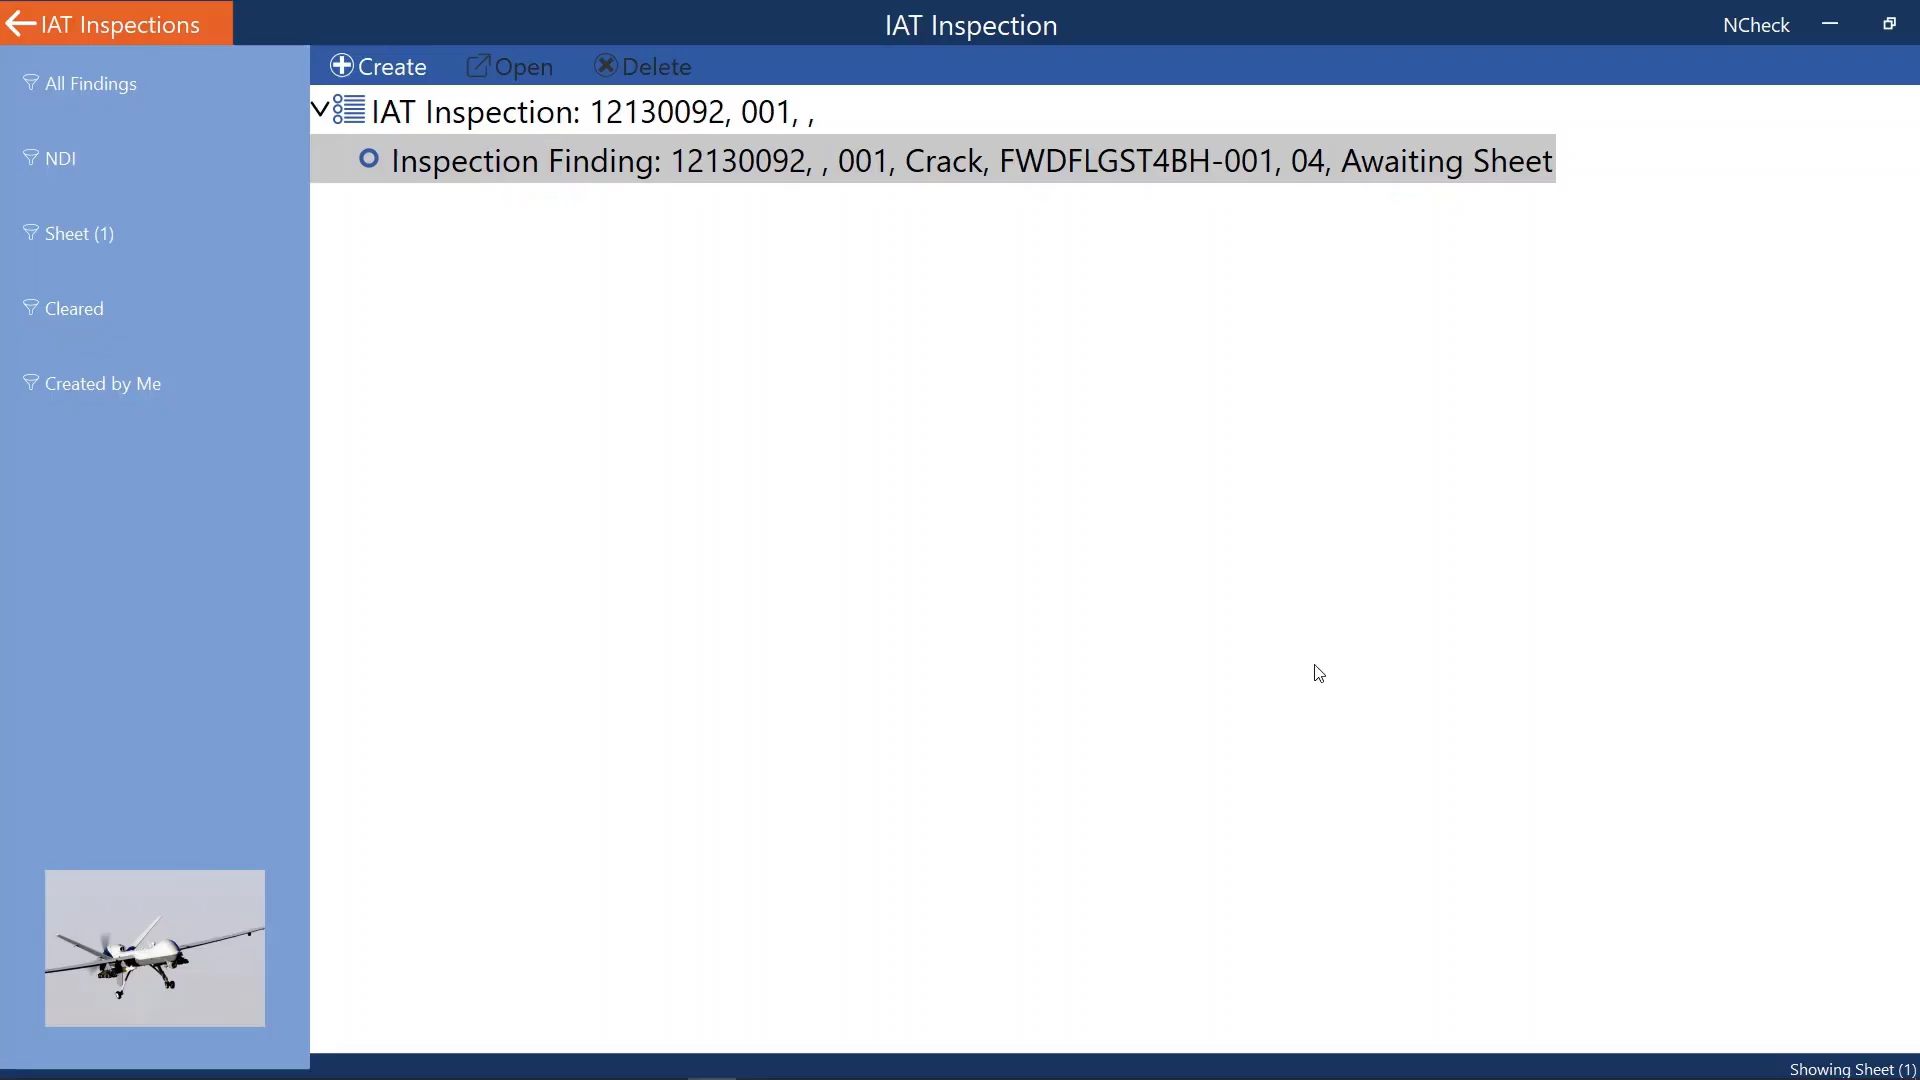 IAT Inspections
IAT Inspection
NCheck
All Findings
NDI
Sheet (1)
Cleared
Created by Me
Create
Open
Delete
IAT Inspection: 12130092, 001, ,
Inspection Finding: 12130092, , 001, Crack, FWDFLGST4BH-001, 04, Awaiting Sheet
Showing Sheet (1)